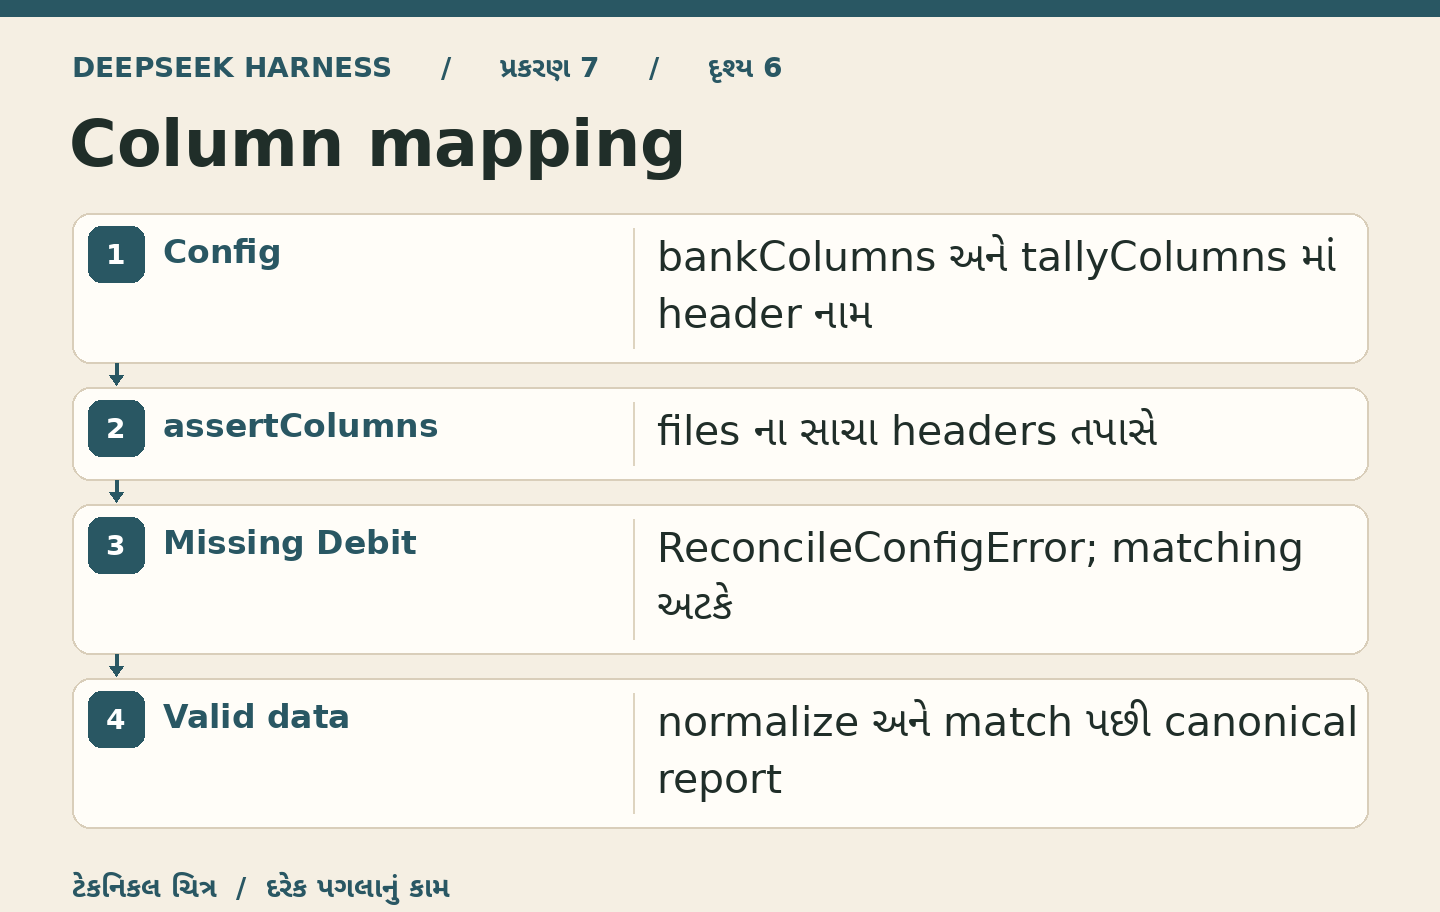 DEEPSEEK HARNESS / પ્રકરણ 7 / દૃશ્ય 6
Column mapping
1 Config
bankColumns અને tallyColumns માં
header નામ
2 assertColumns
files ના સાચા headers તપાસે
3 Missing Debit
ReconcileConfigError; matching
અટકે
4 Valid data
normalize અને match પછી canonical
report
ટેકનિકલ ચિત્ર / દરેક પગલાનું કામ